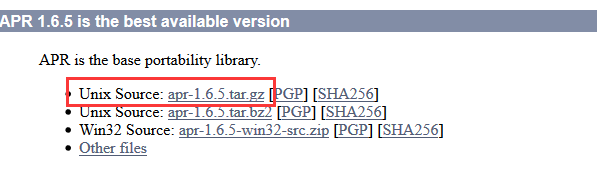 APR 1.6.5 is the best available version
APR is the base portability library.
Unix Source: apr-1.6.5.tar.gz [PGP] [SHA256]
Unix Source: apr-1.6.5.tar.bz2 [PGP] [SHA256]
Win32 Source: apr-1.6.5-win32-src.zip [PGP] [SHA256]
Other files